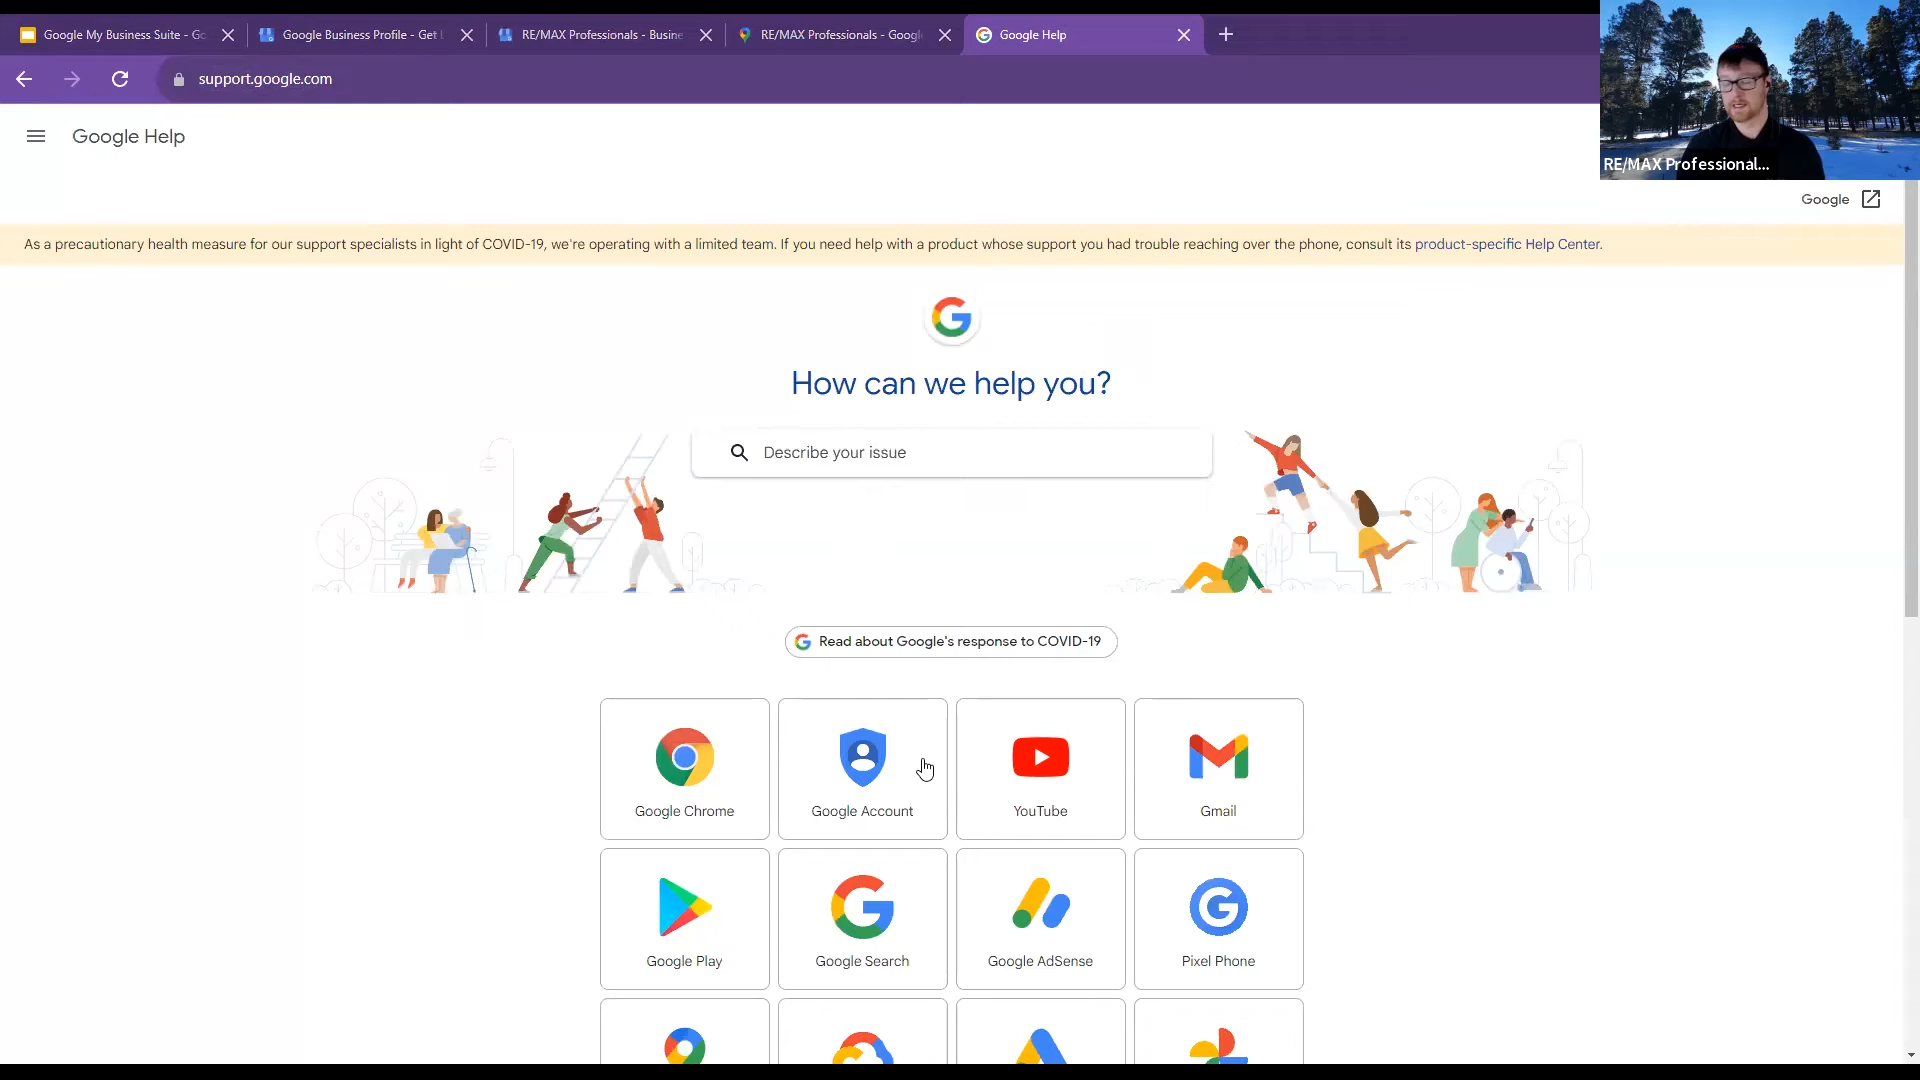 Google My Business Suite - Go
Google Business Profile - Get
RE/MAX Professionals - Busine
RE/MAX Professionals - Googl
Google Help
support.google.com
Google Help
RE/MAX Professional...
Google
As a precautionary health measure for our support specialists in light of COVID-19, we're operating with a limited team. If you need help with a product whose support you had trouble reaching over the phone, consult its product-specific Help Center.
How can we help you?
Describe your issue
Read about Google's response to COVID-19
Google Chrome
Google Account
YouTube
Gmail
Google Play
Google Search
Google AdSense
Pixel Phone